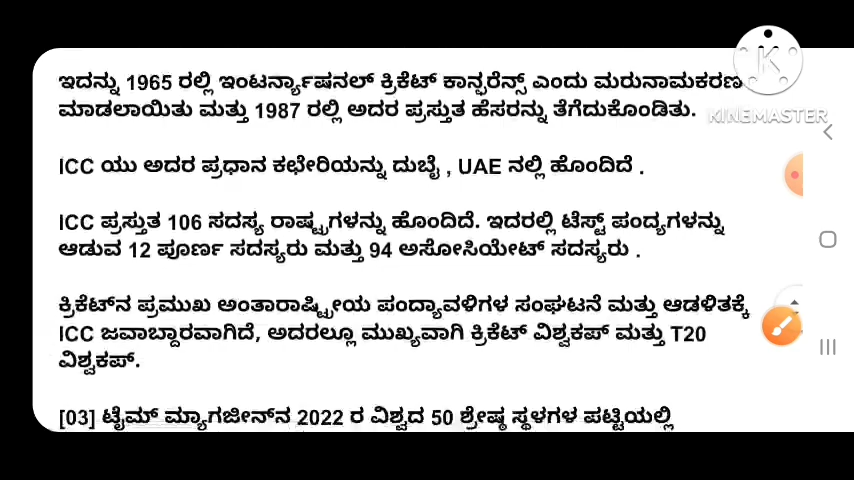 ಇದನ್ನು 1965 ರಲ್ಲಿ ಇಂಟರ್ನ್ಯಾಷನಲ್ ಕ್ರಿಕೆಟ್ ಕಾನ್ಫರೆನ್ಸ್ ಎಂದು ಮರುನಾಮಕರಣ
ಮಾಡಲಾಯಿತು ಮತ್ತು 1987 ರಲ್ಲಿ ಅದರ ಪ್ರಸ್ತುತ ಹೆಸರನ್ನು ತೆಗೆದುಕೊಂಡಿತು.
K
KINEMASTER
ICC ಯು ಅದರ ಪ್ರಧಾನ ಕಛೇರಿಯನ್ನು ದುಬೈ , UAE ನಲ್ಲಿ ಹೊಂದಿದೆ .
ICC ಪ್ರಸ್ತುತ 106 ಸದಸ್ಯ ರಾಷ್ಟ್ರಗಳನ್ನು ಹೊಂದಿದೆ. ಇದರಲ್ಲಿ ಟೆಸ್ಟ್ ಪಂದ್ಯಗಳನ್ನು
ಆಡುವ 12 ಪೂರ್ಣ ಸದಸ್ಯರು ಮತ್ತು 94 ಅಸೋಸಿಯೇಟ್ ಸದಸ್ಯರು .
ಕ್ರಿಕೆಟ್‌ನ ಪ್ರಮುಖ ಅಂತಾರಾಷ್ಟ್ರೀಯ ಪಂದ್ಯಾವಳಿಗಳ ಸಂಘಟನೆ ಮತ್ತು ಆಡಳಿತಕ್ಕೆ
ICC ಜವಾಬ್ದಾರವಾಗಿದೆ, ಅದರಲ್ಲೂ ಮುಖ್ಯವಾಗಿ ಕ್ರಿಕೆಟ್ ವಿಶ್ವಕಪ್ ಮತ್ತು T20
ವಿಶ್ವಕಪ್.
[03] ಟೈಮ್ ಮ್ಯಾಗಜೀನ್‌ನ 2022 ರ ವಿಶ್ವದ 50 ಶ್ರೇಷ್ಠ ಸ್ಥಳಗಳ ಪಟ್ಟಿಯಲ್ಲಿ